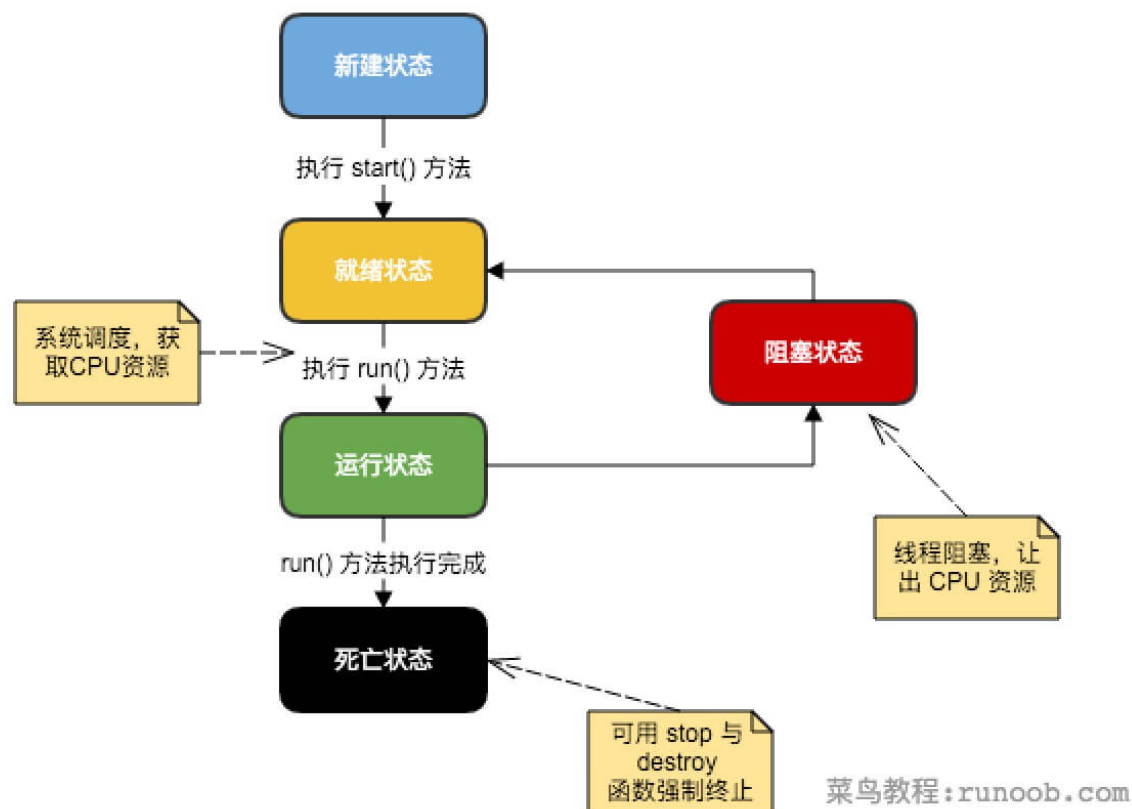 新建状态
执行 start() 方法
就绪状态
系统调度，获
取CPU资源
执行 run() 方法
阻塞状态
运行状态
线程阻塞，让
出 CPU 资源
run() 方法执行完成
死亡状态
可用 stop 与
destroy
函数强制终止
菜鸟教程:runoob.com